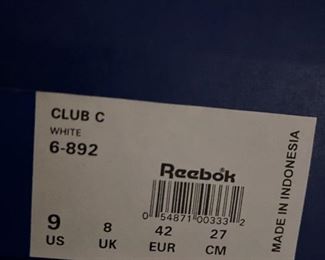 CLUB C
WHITE
6-892
Reebok
0 54871 00333 2
9 8 42 27
US UK EUR CM
MADE IN INDONESIA